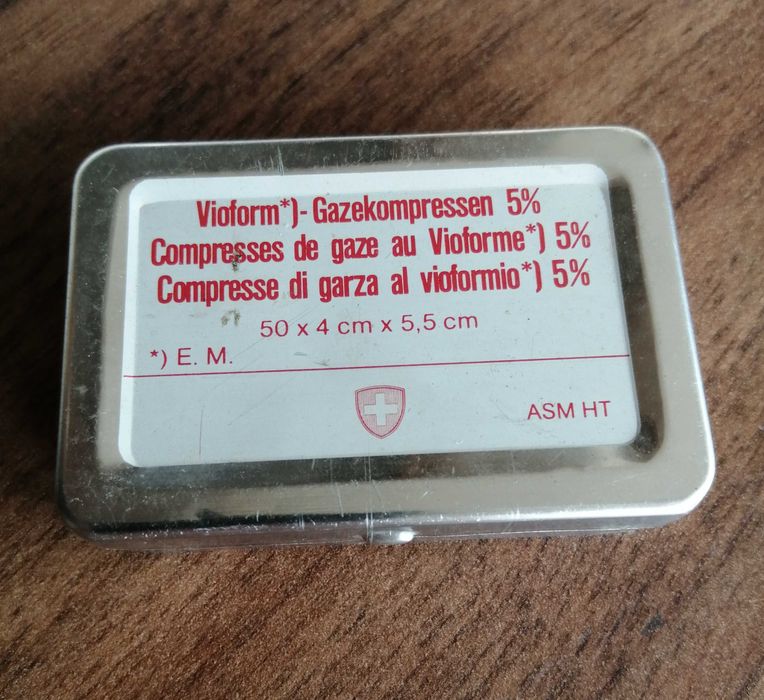 Vioform*)-Gazekompressen 5%
Compresses de gaze au Vioforme*) 5%
Compresse di garza al vioformio*) 5%
50 x 4 cm x 5,5 cm
*) E. M.
ASM HT